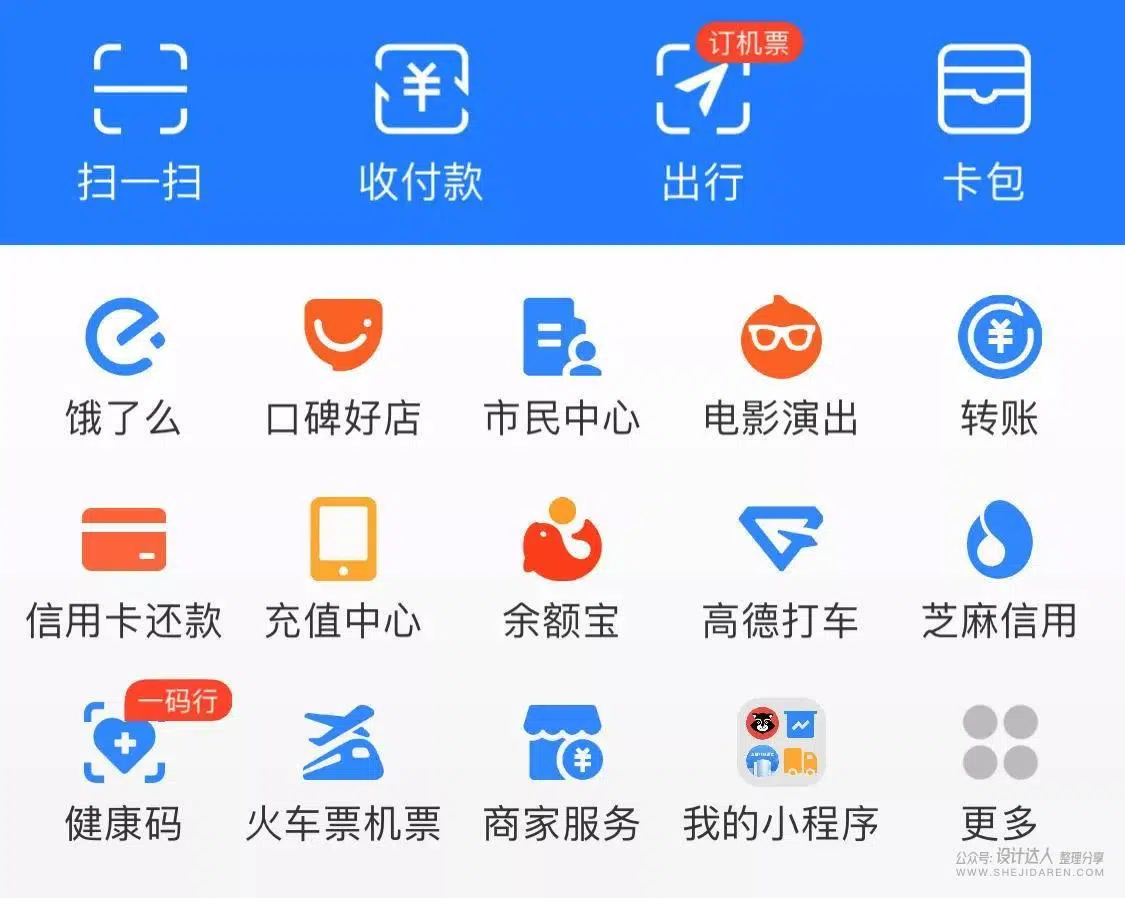 订机票
扫一扫 收付款 出行 卡包
饿了么 口碑好店 市民中心 电影演出 转账
信用卡还款 充值中心 余额宝 高德打车 芝麻信用
一码行
健康码 火车票机票 商家服务 我的小程序 更多
公众号: 设计达人 整理分享
WWW.SHEJIDAREN.COM